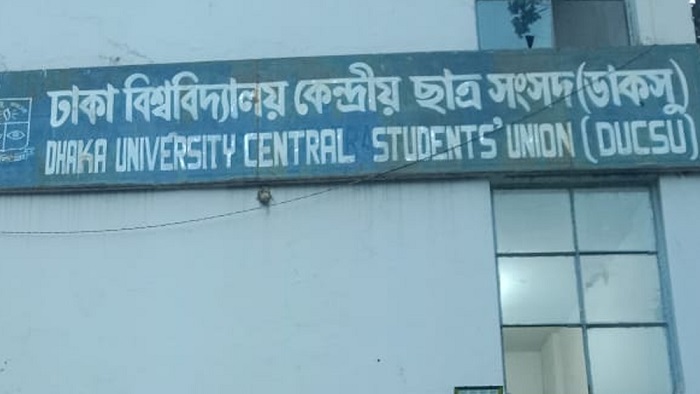 ঢাকা বিশ্ববিদ্যালয় কেন্দ্রীয় ছাত্র সংসদ (ডাকসু)
DHAKA UNIVERSITY CENTRAL STUDENTS' UNION (DUCSU)